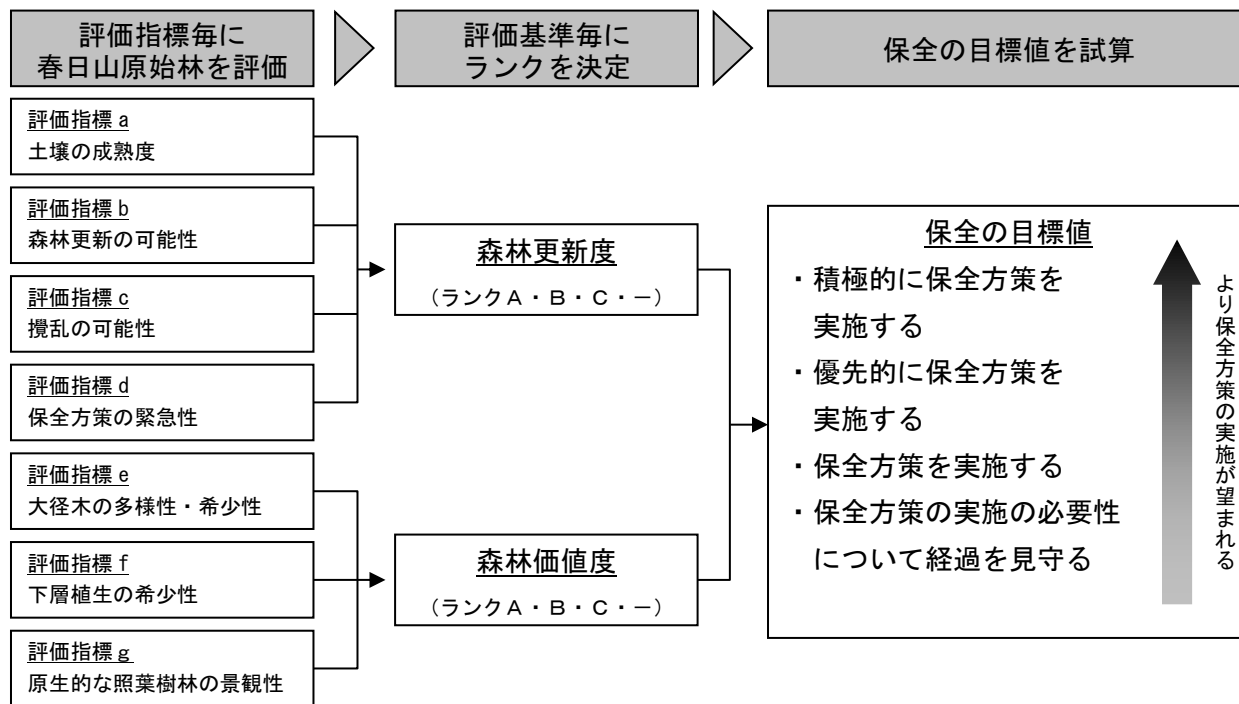 評価指標毎に
春日山原始林を評価
評価基準毎に
ランクを決定
保全の目標値を試算
評価指標a
土壌の成熟度
評価指標b
森林更新の可能性
評価指標c
攪乱の可能性
評価指標d
保全方策の緊急性
評価指標e
大径木の多様性・希少性
評価指標f
下層植生の希少性
評価指標g
原生的な照葉樹林の景観性
森林更新度
(ランクA・B・C・－)
森林価値度
(ランクA・B・C・－)
保全の目標値
・積極的に保全方策を
実施する
・優先的に保全方策を
実施する
・保全方策を実施する
・保全方策の実施の必要性
について経過を見守る
より保全方策の実施が望まれる